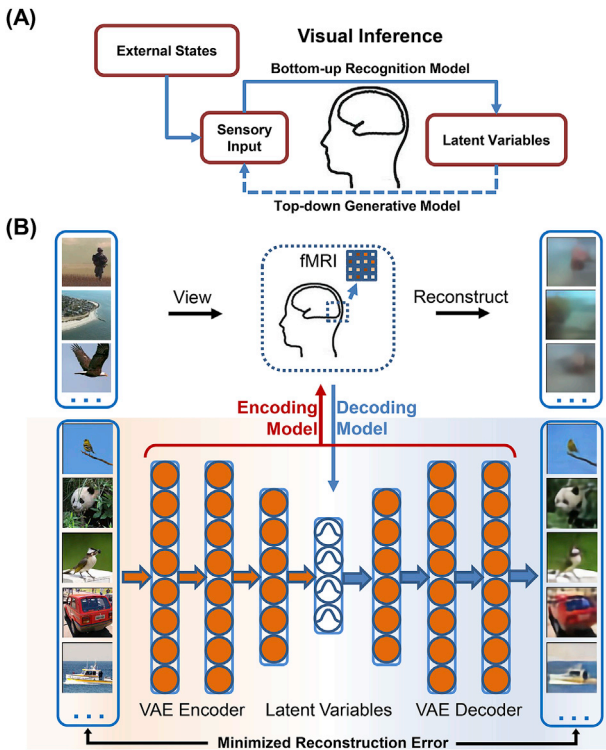 (A)
Visual Inference
External States
Bottom-up Recognition Model
Sensory
Input
Latent Variables
Top-down Generative Model
(B)
fMRI
View
Reconstruct
Encoding
Model
Decoding
Model
VAE Encoder
Latent Variables
VAE Decoder
Minimized Reconstruction Error